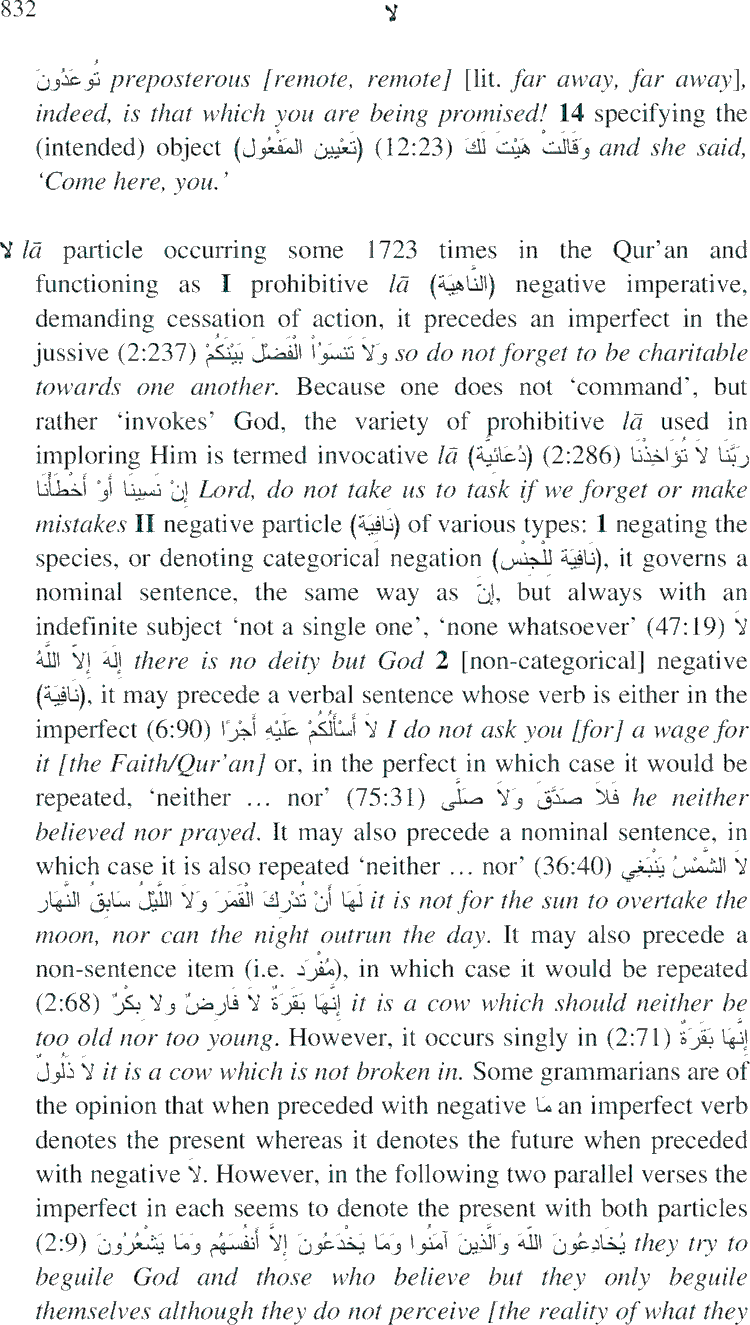 832
لا
تُوعَدُونَ preposterous [remote, remote] [lit. far away, far away],
indeed, is that which you are being promised! 14 specifying the
(intended) object (تَعْيين المَفْعُول) (12:23) وَقَالَتْ هَيْتَ لَكَ and she said,
‘Come here, you.’
لا lā particle occurring some 1723 times in the Qur’an and
functioning as I prohibitive lā (النَّاهِيَة) negative imperative,
demanding cessation of action, it precedes an imperfect in the
jussive (2:237) وَلاَ تَنسَوْاْ الْفَضْلَ بَيْنَكُمْ so do not forget to be charitable
towards one another. Because one does not ‘command’, but
rather ‘invokes’ God, the variety of prohibitive lā used in
imploring Him is termed invocative lā (دُعَائيَّة) (2:286) رَبَّنَا لاَ تُؤَاخِذْنَا
إِنْ نَسِينَا أَوْ أَخْطَأْنَا Lord, do not take us to task if we forget or make
mistakes II negative particle (نَافِيَة) of various types: 1 negating the
species, or denoting categorical negation (نَافِيَة لِلْجِنْس), it governs a
nominal sentence, the same way as إِنَّ, but always with an
indefinite subject ‘not a single one’, ‘none whatsoever’ (47:19) لاَ
إِلَهَ إِلاَّ اللَّهُ there is no deity but God 2 [non-categorical] negative
(نَافِيَة), it may precede a verbal sentence whose verb is either in the
imperfect (6:90) لاَ أَسْأَلُكُمْ عَلَيْهِ أَجْرًا I do not ask you [for] a wage for
it [the Faith/Qur’an] or, in the perfect in which case it would be
repeated, ‘neither … nor’ (75:31) فَلاَ صَدَّقَ وَلاَ صَلَّى he neither
believed nor prayed. It may also precede a nominal sentence, in
which case it is also repeated ‘neither … nor’ (36:40) لاَ الشَّمْسُ يَنْبَغِي
لَهَا أَنْ تُدْرِكَ الْقَمَرَ وَلاَ اللَّيْلُ سَابِقُ النَّهَارِ it is not for the sun to overtake the
moon, nor can the night outrun the day. It may also precede a
non-sentence item (i.e. مُفْرَد), in which case it would be repeated
(2:68) إِنَّهَا بَقَرَةٌ لاَ فَارِضٌ ولا بِكْرٌ it is a cow which should neither be
too old nor too young. However, it occurs singly in (2:71) إِنَّهَا بَقَرَةٌ
لاَ ذَلُولٌ it is a cow which is not broken in. Some grammarians are of
the opinion that when preceded with negative مَا an imperfect verb
denotes the present whereas it denotes the future when preceded
with negative لاَ. However, in the following two parallel verses the
imperfect in each seems to denote the present with both particles
(2:9) يُخَادِعُونَ اللَّهَ وَالَّذِينَ آمَنُوا وَمَا يَخْدَعُونَ إِلاَّ أَنْفُسَهُم وَمَا يَشْعُرُونَ they try to
beguile God and those who believe but they only beguile
themselves although they do not perceive [the reality of what they